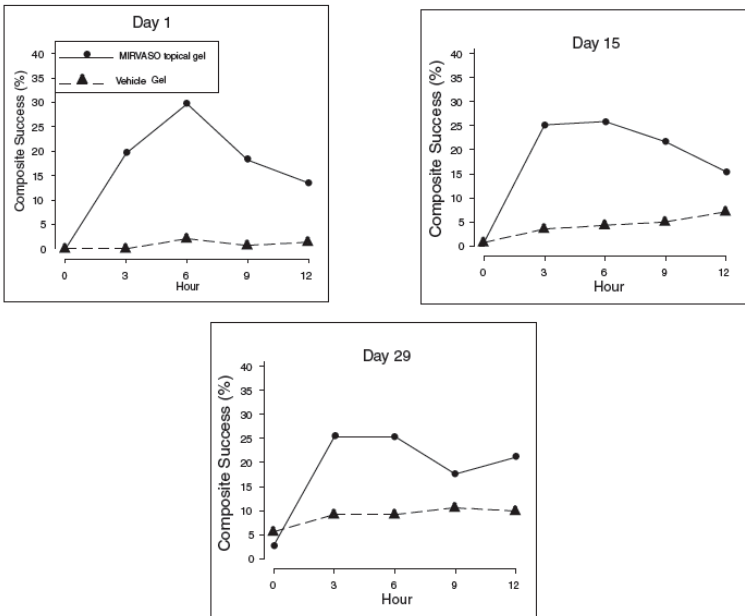 Day 1
MIRVASO topical gel
Vehicle Gel
Composite Success (%)
40
35
30
25
20
15
10
5
0
0 3 6 9 12
Hour
Day 15
Composite Success (%)
40
35
30
25
20
15
10
5
0
0 3 6 9 12
Hour
Day 29
Composite Success (%)
40
35
30
25
20
15
10
5
0
0 3 6 9 12
Hour